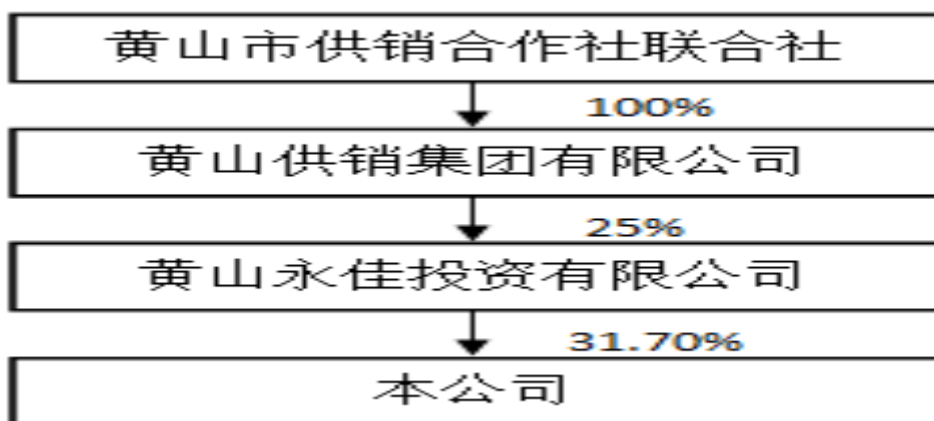 黄山市供销合作社联合社
100%
黄山供销集团有限公司
25%
黄山永佳投资有限公司
31.70%
本公司